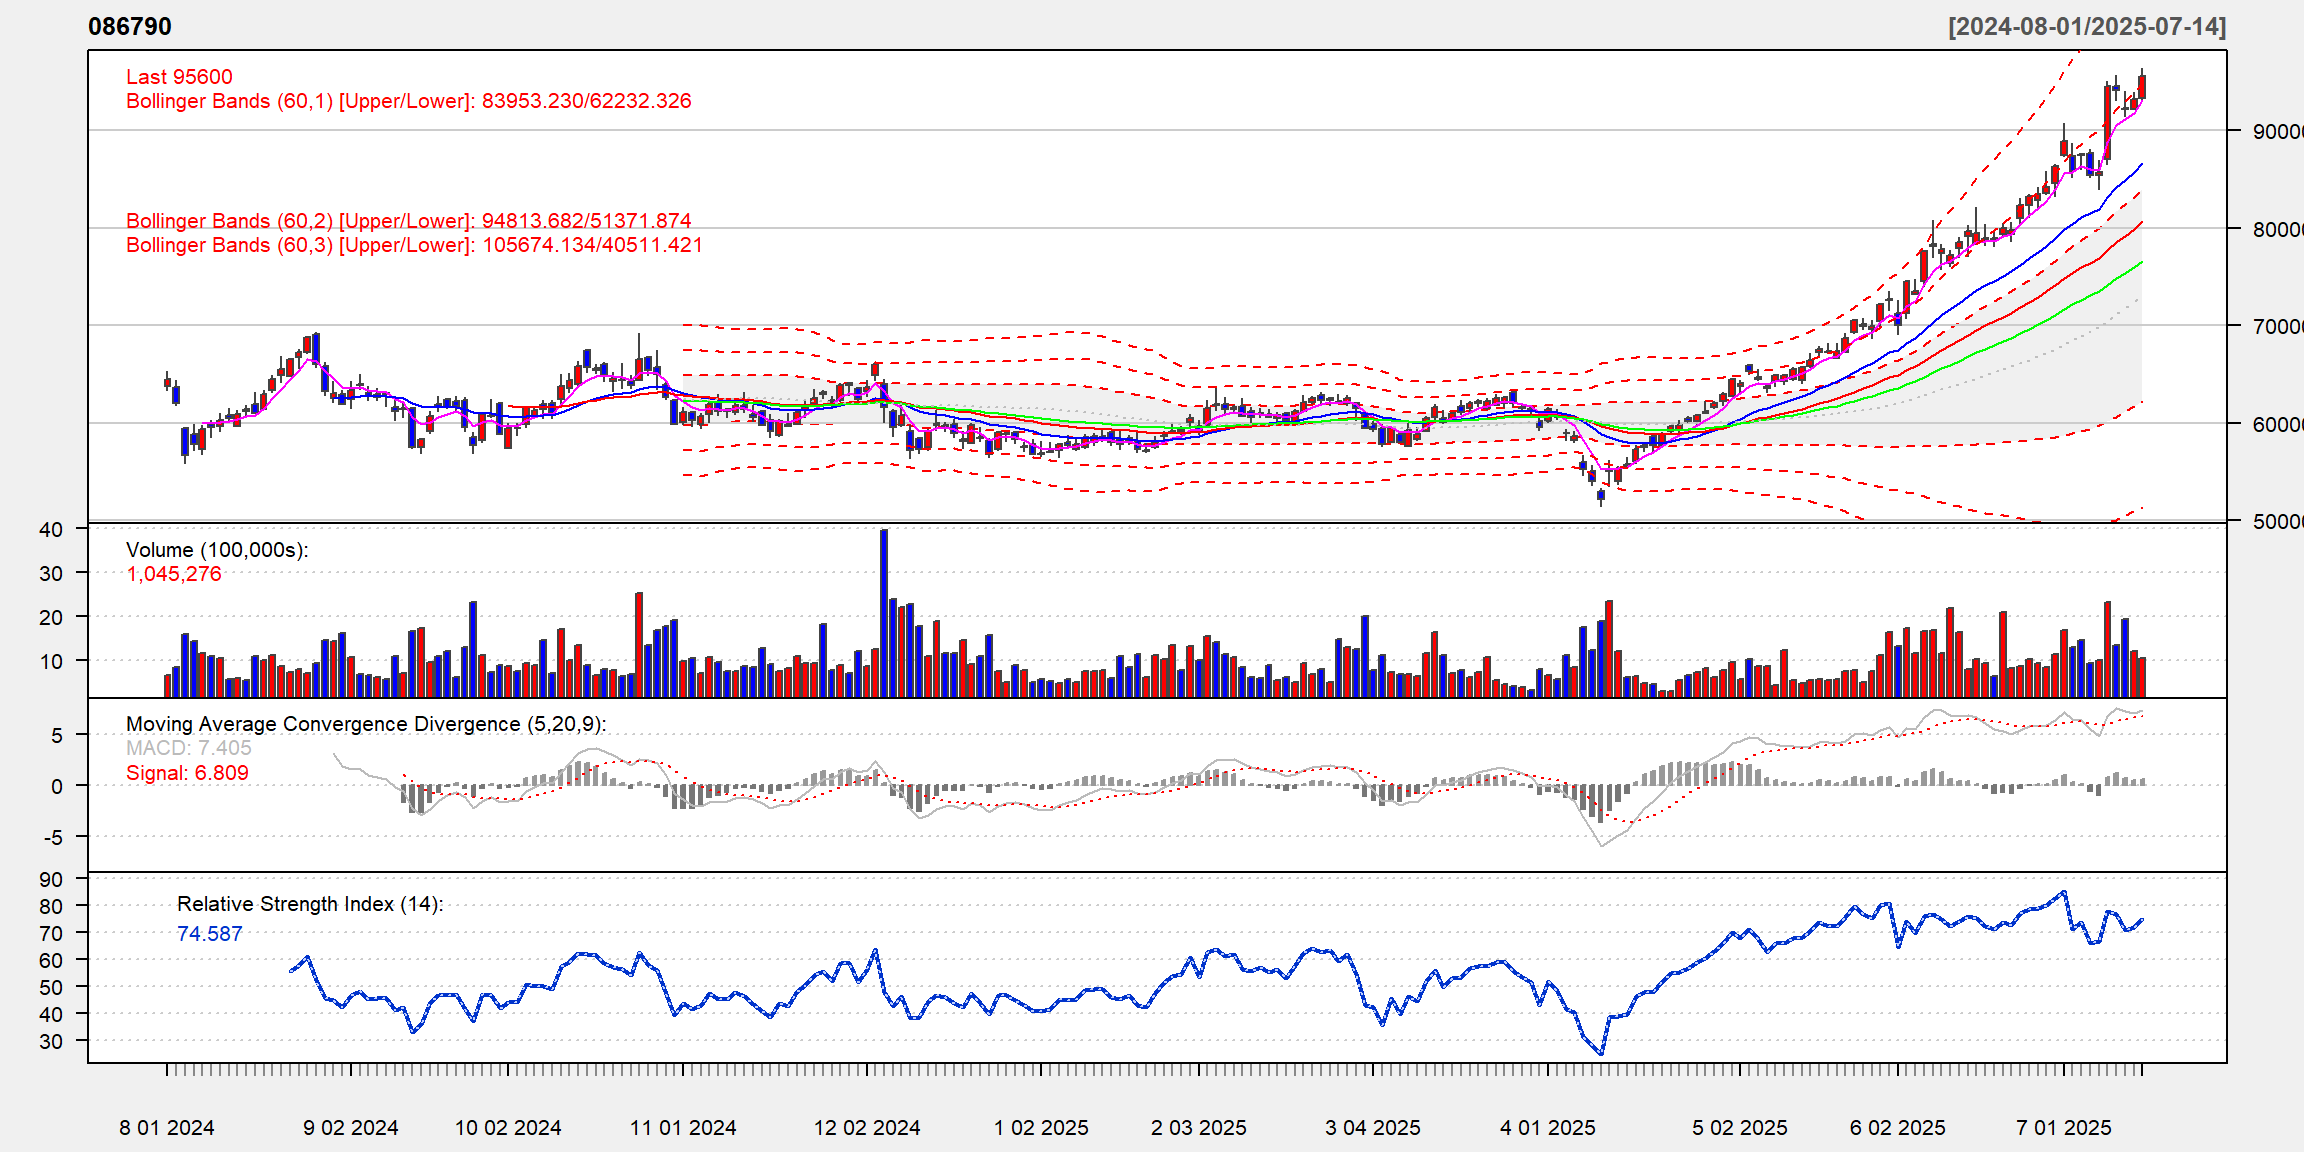 086790
[2024-08-01/2025-07-14]
Last 95600
Bollinger Bands (60,1) [Upper/Lower]: 83953.230/62232.326
Bollinger Bands (60,2) [Upper/Lower]: 94813.682/51371.874
Bollinger Bands (60,3) [Upper/Lower]: 105674.134/40511.421
90000
80000
70000
60000
50000
Volume (100,000s):
1,045,276
40
30
20
10
Moving Average Convergence Divergence (5,20,9):
MACD: 7.405
Signal: 6.809
5
0
-5
Relative Strength Index (14):
74.587
90
80
70
60
50
40
30
8 01 2024
9 02 2024
10 02 2024
11 01 2024
12 02 2024
1 02 2025
2 03 2025
3 04 2025
4 01 2025
5 02 2025
6 02 2025
7 01 2025